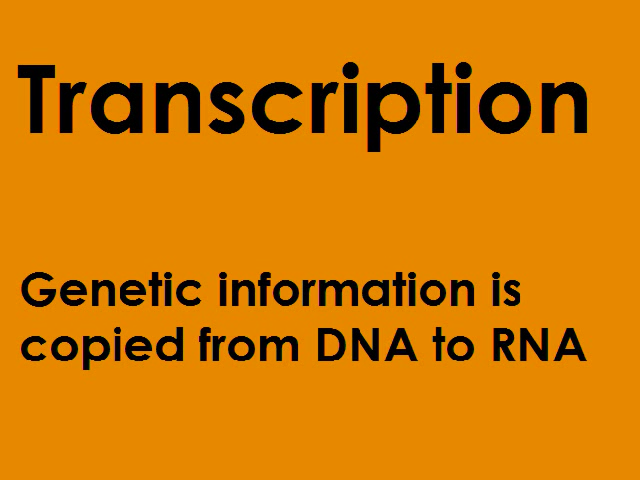 Transcription
Genetic information is
copied from DNA to RNA